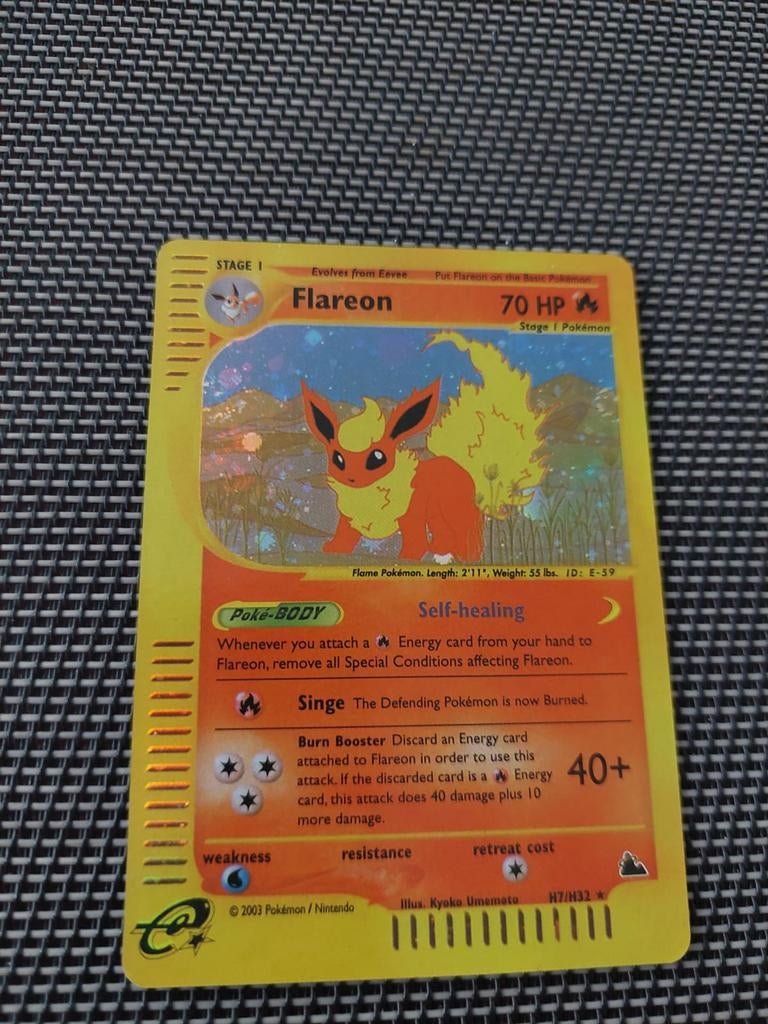 STAGE 1
Evolves from Eevee Put Flareon on the Basic Pokémon
Flareon 70 HP
Stage 1 Pokémon
Flame Pokémon. Length: 2'11", Weight: 55 lbs. ID: E-59
Poké-BODY Self-healing
Whenever you attach a Energy card from your hand to
Flareon, remove all Special Conditions affecting Flareon.
Singe The Defending Pokémon is now Burned.
Burn Booster Discard an Energy card
attached to Flareon in order to use this
attack. If the discarded card is a Energy
card, this attack does 40 damage plus 10
more damage.
40+
weakness resistance retreat cost
e
© 2003 Pokémon / Nintendo Illus. Kyoko Umemoto H7/H32